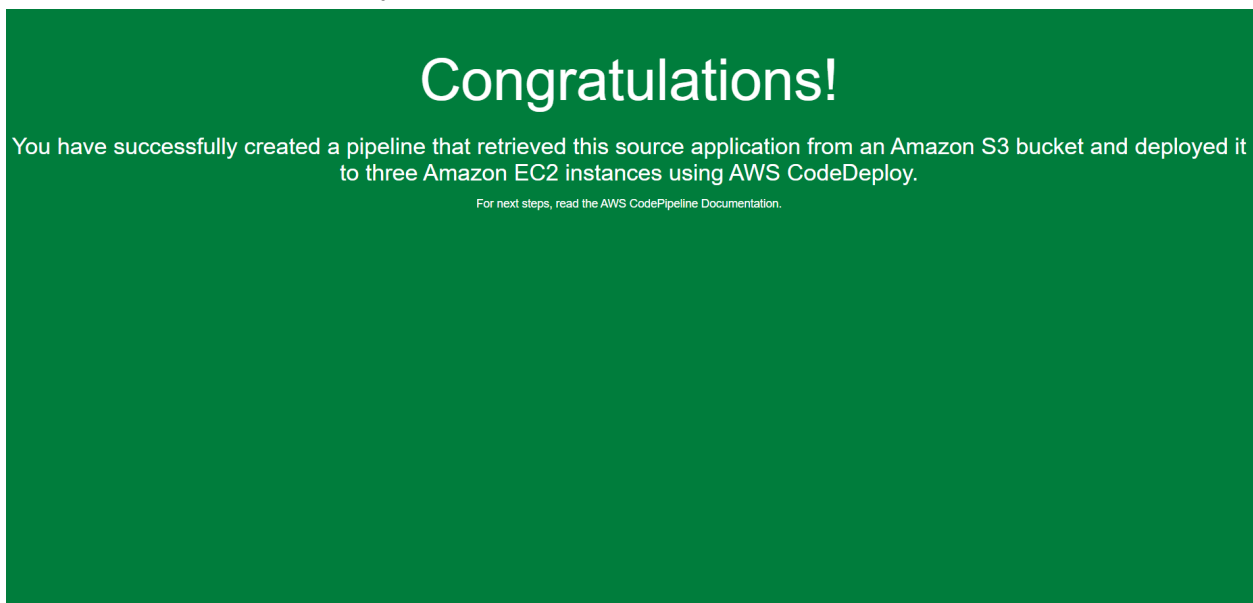 Congratulations!
You have successfully created a pipeline that retrieved this source application from an Amazon S3 bucket and deployed it
to three Amazon EC2 instances using AWS CodeDeploy.
For next steps, read the AWS CodePipeline Documentation.